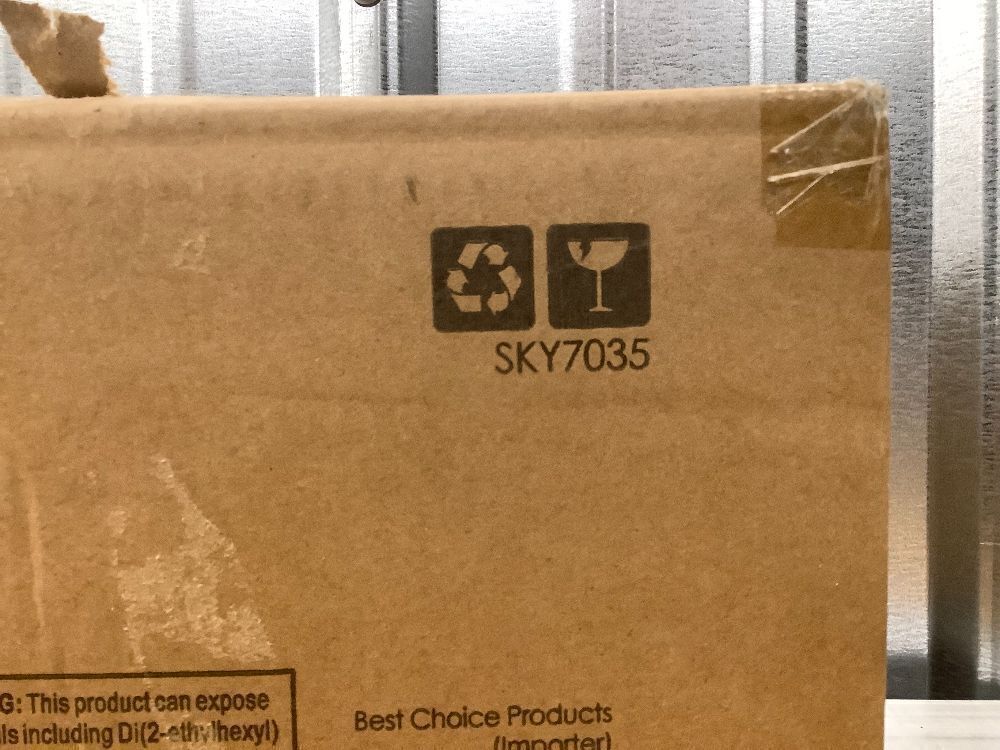 SKY7035
G: This product can expose
ls including Di(2-ethylhexyl)
Best Choice Products
(Importer)